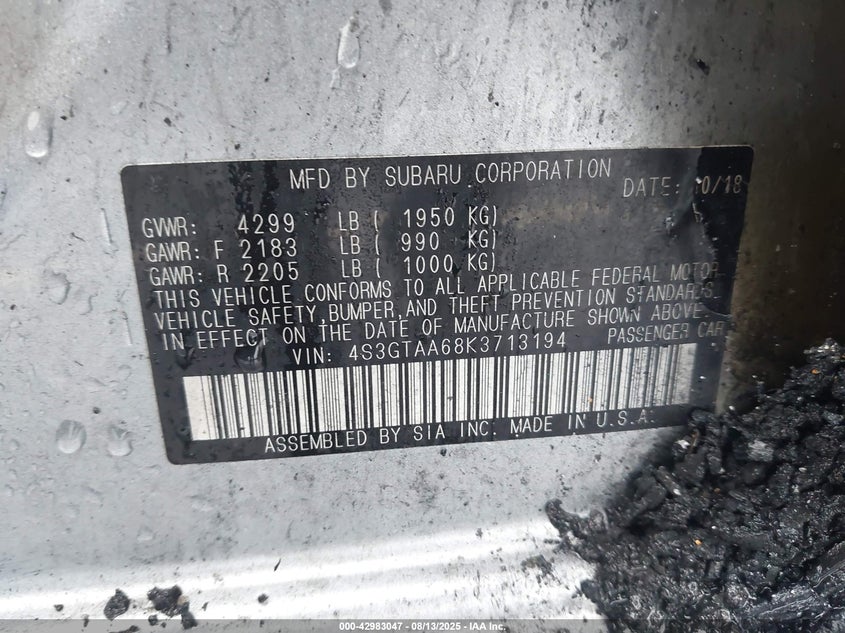 MFD BY SUBARU CORPORATION DATE: 10/18
GVWR: 4299 LB ( 1950 KG)
GAWR: F 2183 LB ( 990 KG)
GAWR: R 2205 LB ( 1000 KG)
THIS VEHICLE CONFORMS TO ALL APPLICABLE FEDERAL MOTOR
VEHICLE SAFETY, BUMPER, AND THEFT PREVENTION STANDARDS
IN EFFECT ON THE DATE OF MANUFACTURE SHOWN ABOVE
VIN: 4S3GTAA68K3713194 PASSENGER CAR
ASSEMBLED BY SIA INC. MADE IN U.S.A.
000-42983047 - 08/13/2025 - IAA Inc.